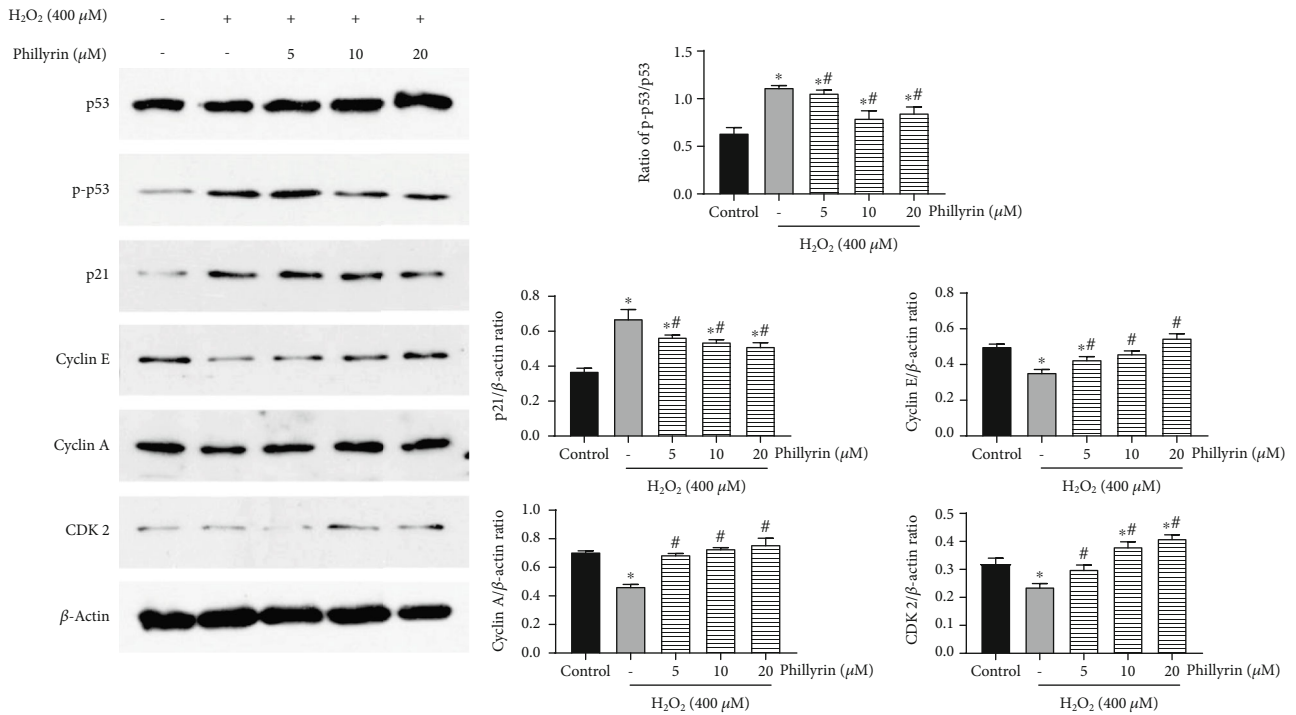 H₂O₂ (400 μM) - + + + +
Phillyrin (μM) - - 5 10 20
p53
p-p53
p21
Cyclin E
Cyclin A
CDK 2
β-Actin
Ratio of p-p53/p53
1.5
1.0
0.5
0.0
* *# *# *#
Control - 5 10 20 Phillyrin (μM)
H₂O₂ (400 μM)
p21/β-actin ratio
0.8
0.6
0.4
0.2
0.0
* *# *# *#
Control - 5 10 20 Phillyrin (μM)
H₂O₂ (400 μM)
Cyclin E/β-actin ratio
0.8
0.6
0.4
0.2
0.0
* *# # #
Control - 5 10 20 Phillyrin (μM)
H₂O₂ (400 μM)
Cyclin A/β-actin ratio
1.0
0.8
0.6
0.4
0.2
0.0
* # # #
Control - 5 10 20 Phillyrin (μM)
H₂O₂ (400 μM)
CDK 2/β-actin ratio
0.5
0.4
0.3
0.2
0.1
0.0
* # *# *#
Control - 5 10 20 Phillyrin (μM)
H₂O₂ (400 μM)